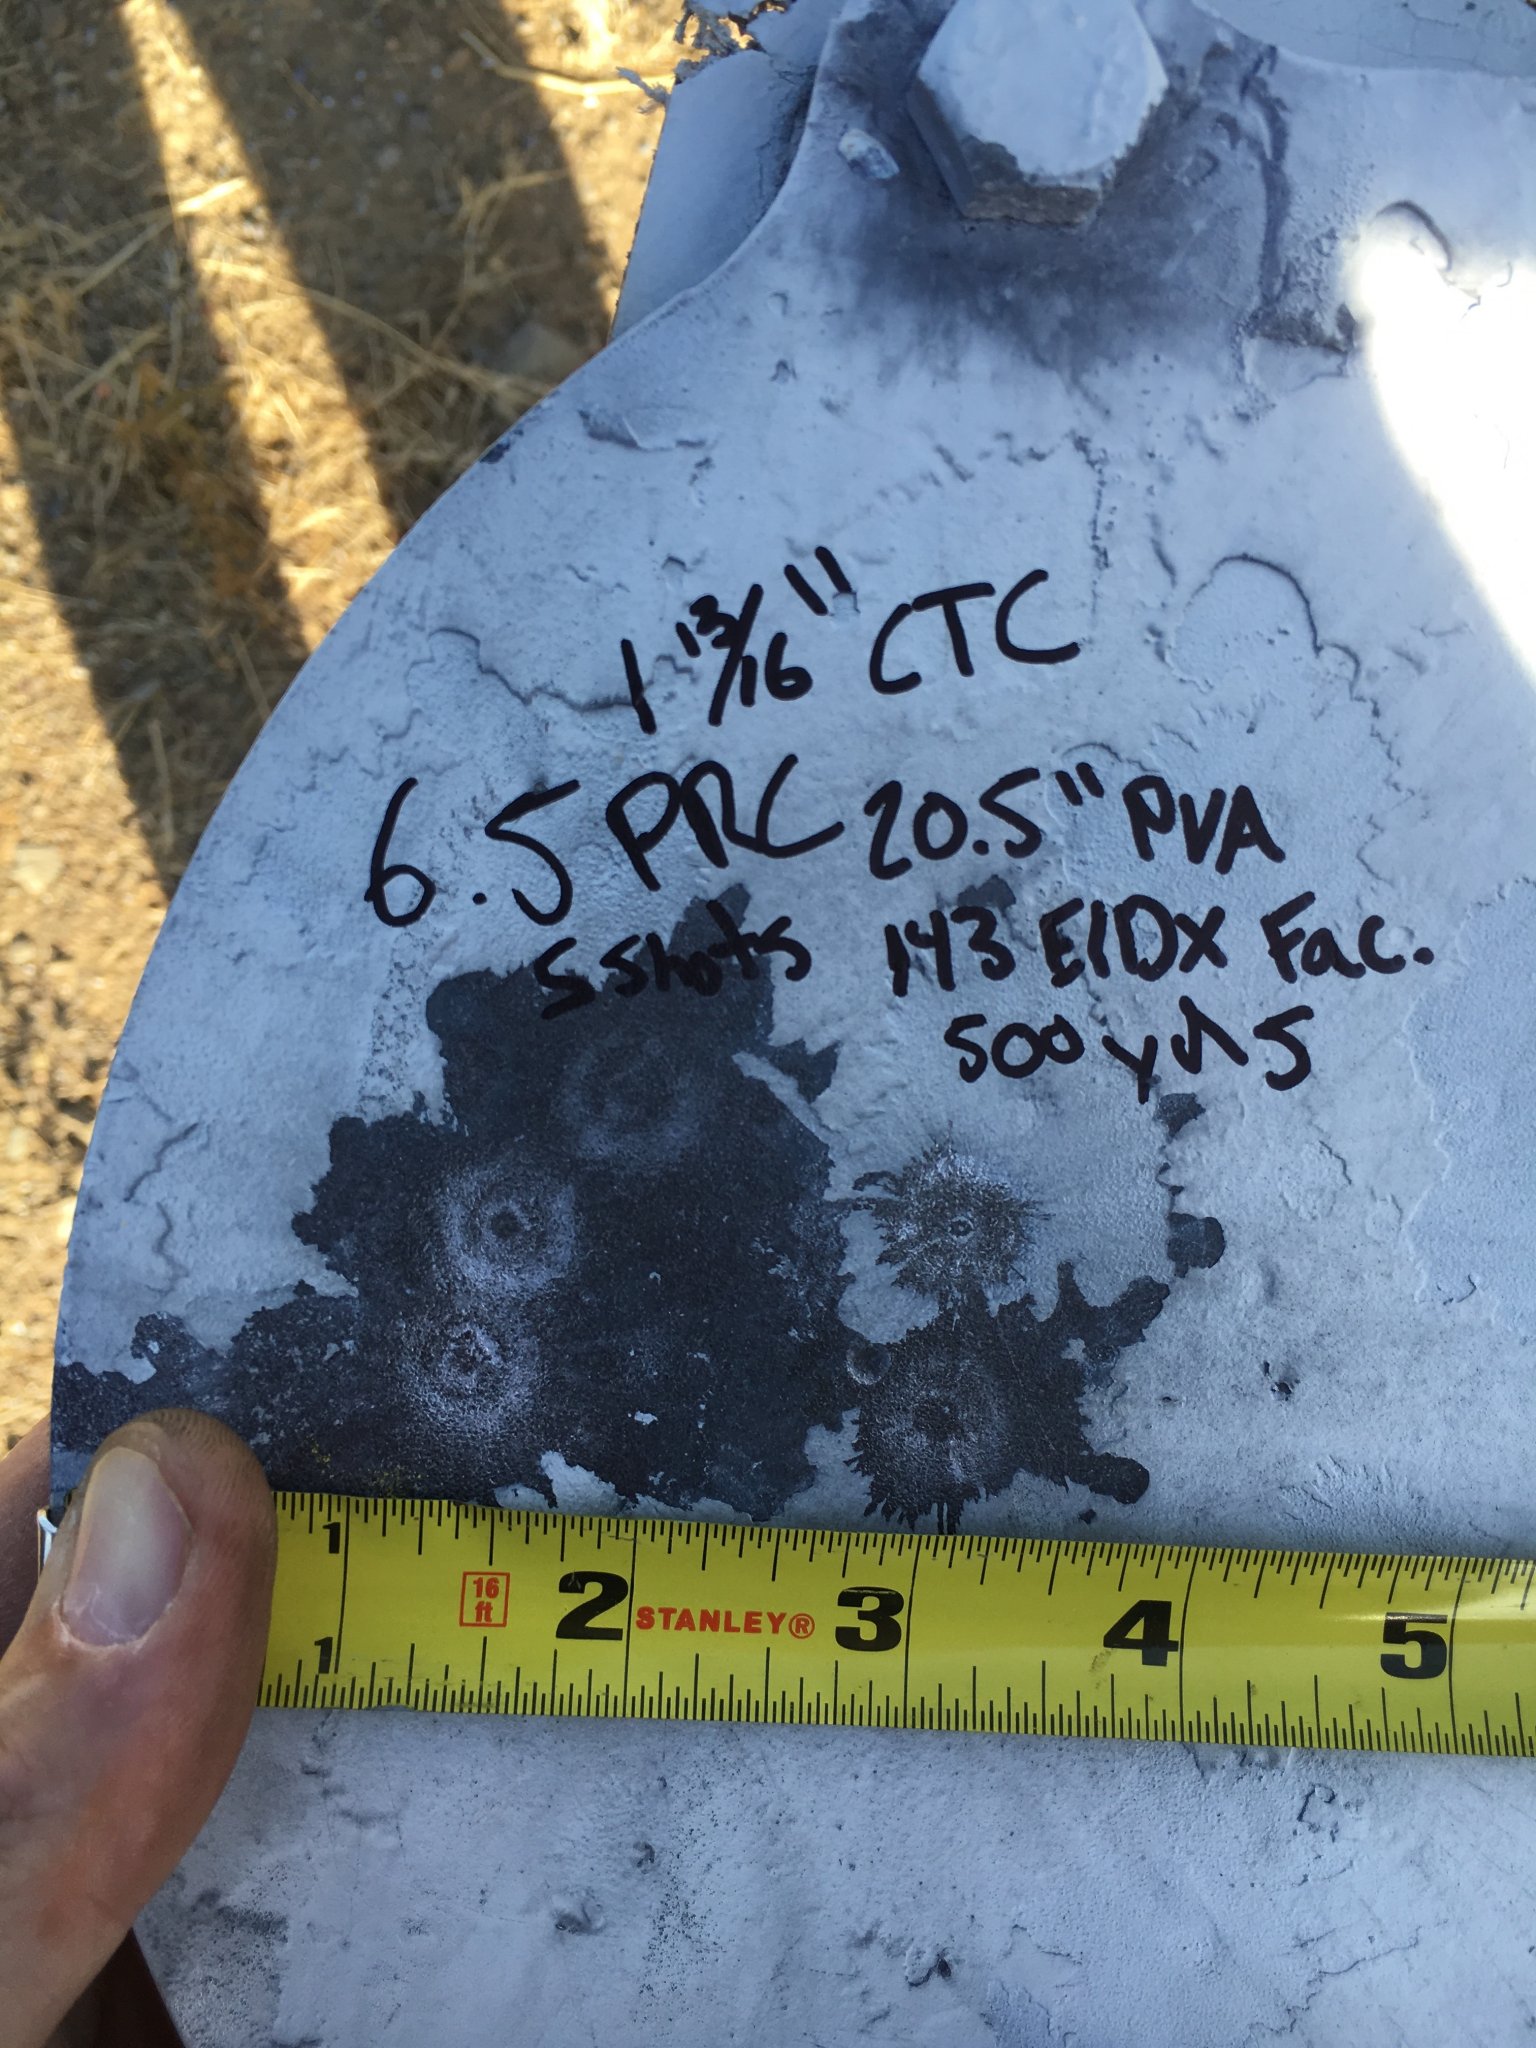 1 13/16" CTC
6.5 PRC 20.5" PVA
5 Shots 143 ElDX Fac.
500 yds
1 2 3 4 5
16
ft
STANLEY®
1